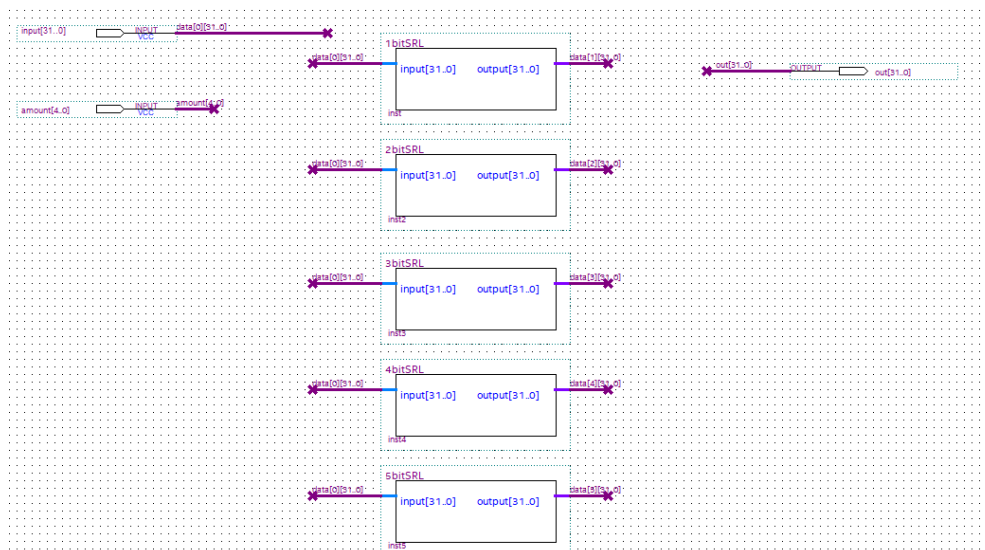 input[31..0]
INPUT
VCC
data[0][31..0]
amount[4..0]
INPUT
VCC
amount[4..0]
1bitSRL
data[0][31..0]
input[31..0]
output[31..0]
data[1][31..0]
inst
out[31..0]
OUTPUT
out[31..0]
2bitSRL
data[0][31..0]
input[31..0]
output[31..0]
data[2][31..0]
inst2
3bitSRL
data[0][31..0]
input[31..0]
output[31..0]
data[3][31..0]
inst3
4bitSRL
data[0][31..0]
input[31..0]
output[31..0]
data[4][31..0]
inst4
5bitSRL
data[0][31..0]
input[31..0]
output[31..0]
data[5][31..0]
inst5